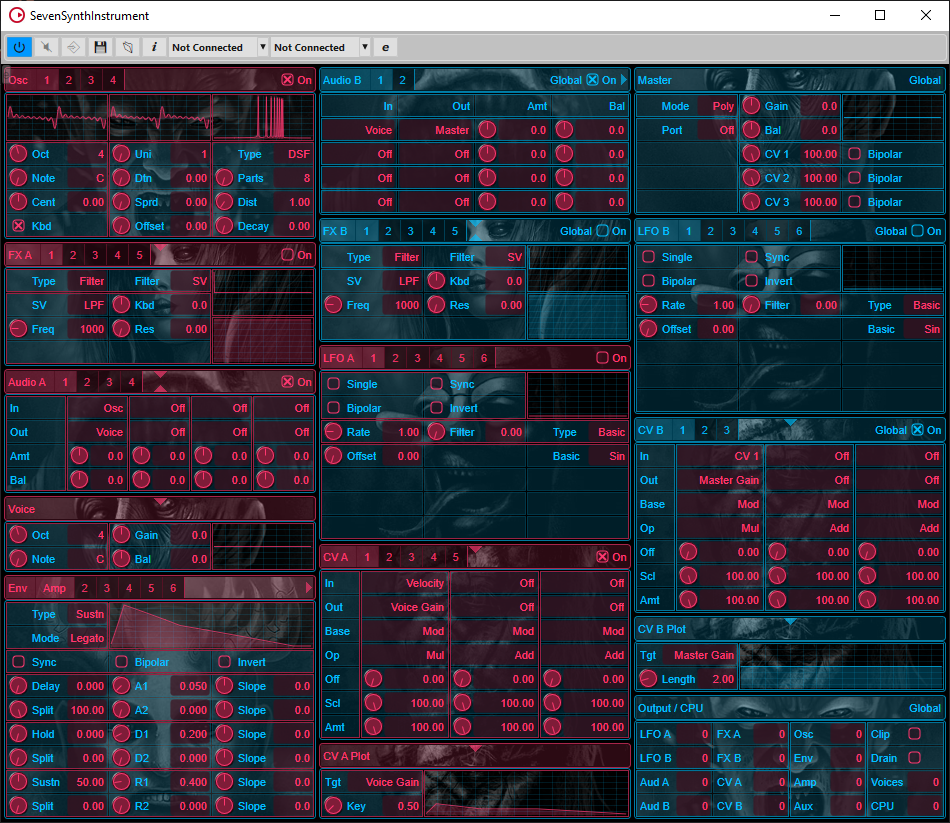 SevenSynthInstrument
i Not Connected Not Connected e
Osc 1 2 3 4 On
Oct 4 Uni 1 Type DSF
Note C Dtn 0.00 Parts 8
Cent 0.00 Sprd 0.00 Dist 1.00
Kbd Offset 0.00 Decay 0.00
FX A 1 2 3 4 5 On
Type Filter Filter SV
SV LPF Kbd 0.0
Freq 1000 Res 0.00
Audio A 1 2 3 4 On
In Osc Off Off Off
Out Voice Off Off Off
Amt 0.0 0.0 0.0 0.0
Bal 0.0 0.0 0.0 0.0
Voice
Oct 4 Gain 0.0
Note C Bal 0.0
Env Amp 2 3 4 5 6
Type Sustn
Mode Legato
Sync Bipolar Invert
Delay 0.000 A1 0.050 Slope 0.0
Split 100.00 A2 0.000 Slope 0.0
Hold 0.000 D1 0.200 Slope 0.0
Split 0.00 D2 0.000 Slope 0.0
Sustn 50.00 R1 0.400 Slope 0.0
Split 0.00 R2 0.000 Slope 0.0
Audio B 1 2 Global On
In Out Amt Bal
Voice Master 0.0 0.0
Off Off 0.0 0.0
Off Off 0.0 0.0
Off Off 0.0 0.0
FX B 1 2 3 4 5 Global On
Type Filter Filter SV
SV LPF Kbd 0.0
Freq 1000 Res 0.00
LFO A 1 2 3 4 5 6 On
Single Sync
Bipolar Invert
Rate 1.00 Filter 0.00 Type Basic
Offset 0.00 Basic Sin
CV A 1 2 3 4 5 On
In Velocity Off Off
Out Voice Gain Off Off
Base Mod Mod Mod
Op Mul Add Add
Off 0.00 0.00 0.00
Scl 100.00 100.00 100.00
Amt 100.00 100.00 100.00
CV A Plot
Tgt Voice Gain
Key 0.50
Master Global
Mode Poly Gain 0.0
Port Off Bal 0.0
CV 1 100.00 Bipolar
CV 2 100.00 Bipolar
CV 3 100.00 Bipolar
LFO B 1 2 3 4 5 6 Global On
Single Sync
Bipolar Invert
Rate 1.00 Filter 0.00 Type Basic
Offset 0.00 Basic Sin
CV B 1 2 3 Global On
In CV 1 Off Off
Out Master Gain Off Off
Base Mod Mod Mod
Op Mul Add Add
Off 0.00 0.00 0.00
Scl 100.00 100.00 100.00
Amt 100.00 100.00 100.00
CV B Plot
Tgt Master Gain
Length 2.00
Output / CPU Global
LFO A 0 FX A 0 Osc 0 Clip
LFO B 0 FX B 0 Env 0 Drain
Aud A 0 CV A 0 Amp 0 Voices 0
Aud B 0 CV B 0 Aux 0 CPU 0